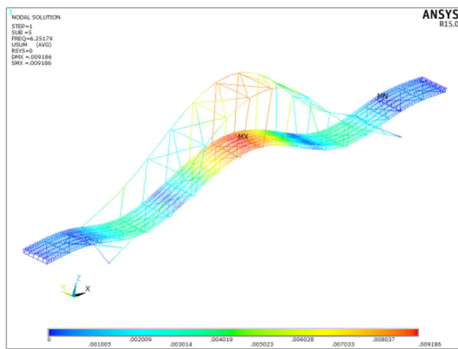 1
NODAL SOLUTION
STEP=1
SUB =3
FREQ=6.25179
USUM (AVG)
RSYS=0
DMX =.009186
SMX =.009186
ANSYS
R15.0
MN
MX
Z
Y
X
0 .002009 .004019 .006028 .008037
.001005 .003014 .005023 .007033 .009186